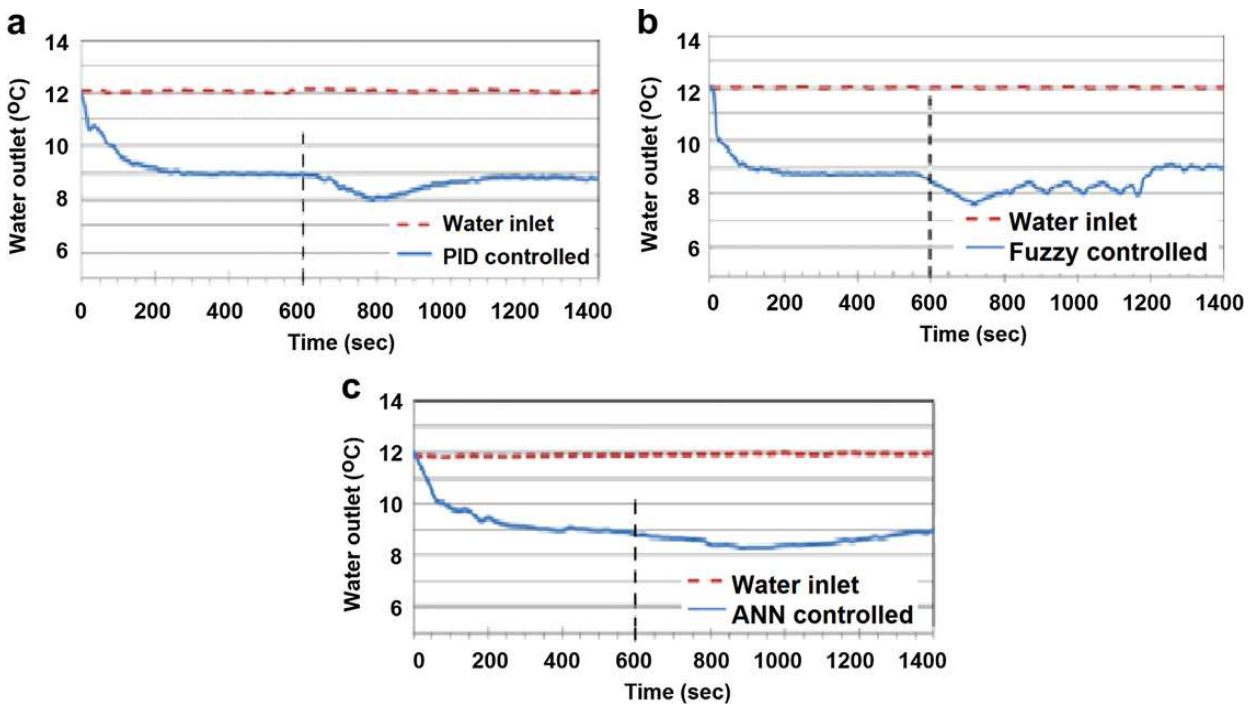 a
Water outlet (ºC)
14
12
10
8
6
Water inlet
PID controlled
0 200 400 600 800 1000 1200 1400
Time (sec)
b
Water outlet (ºC)
14
12
10
8
6
Water inlet
Fuzzy controlled
0 200 400 600 800 1000 1200 1400
Time (sec)
c
Water outlet (ºC)
14
12
10
8
6
Water inlet
ANN controlled
0 200 400 600 800 1000 1200 1400
Time (sec)